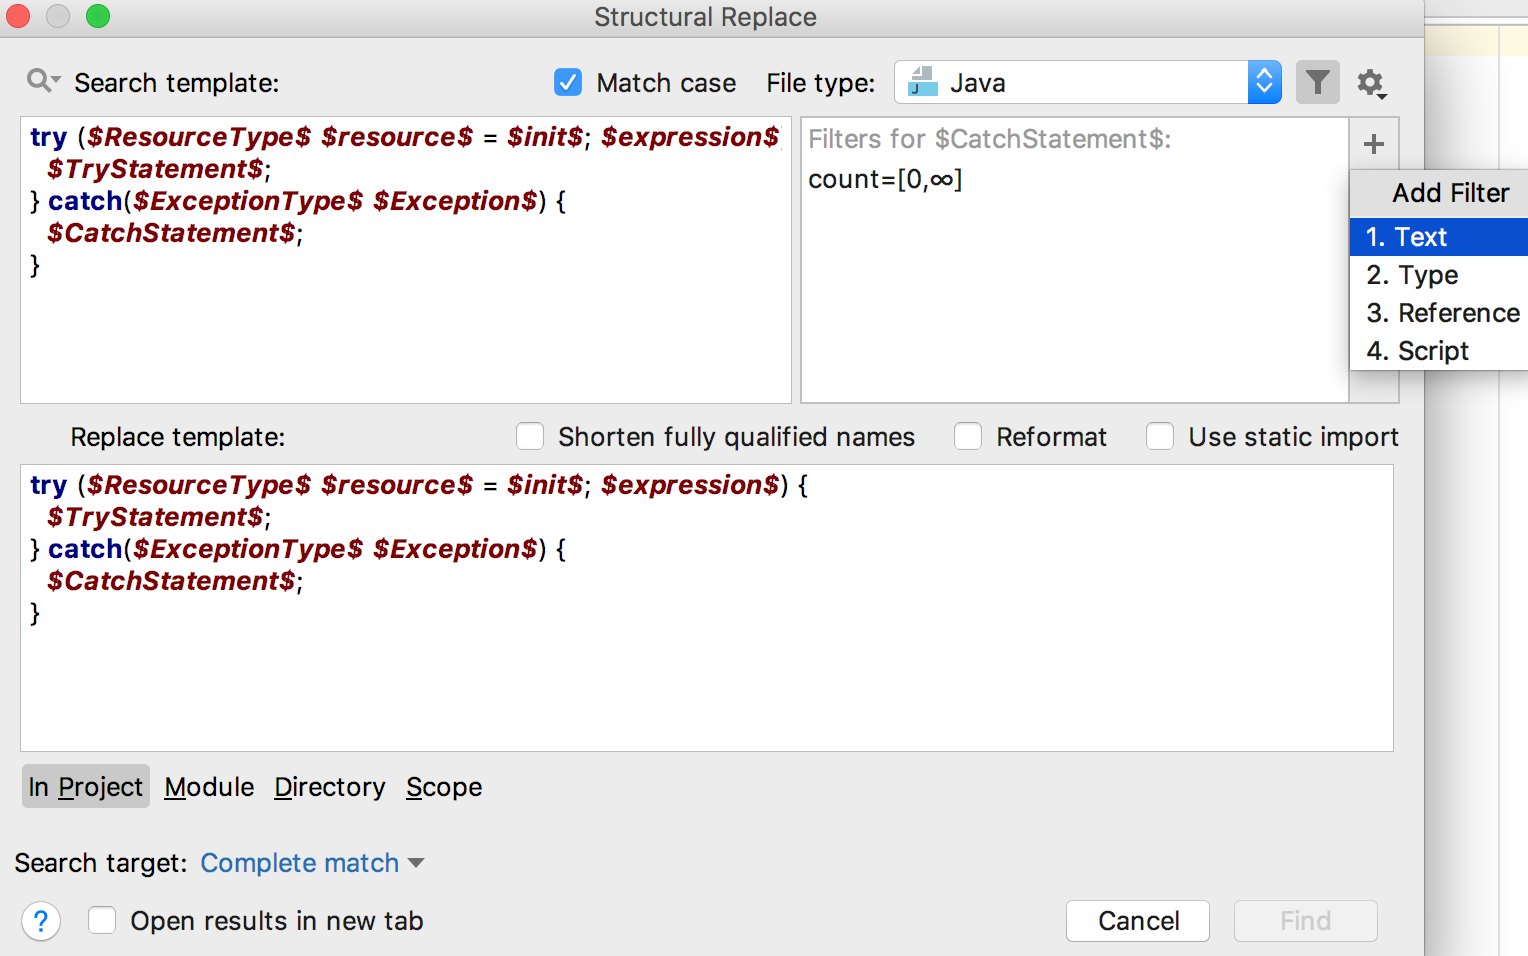 Structural Replace
Search template:
Match case
File type:
Java
try ($ResourceType$ $resource$ = $init$; $expression$
$TryStatement$;
} catch($ExceptionType$ $Exception$) {
$CatchStatement$;
}
Filters for $CatchStatement$:
count=[0,∞]
+
Add Filter
1. Text
2. Type
3. Reference
4. Script
Replace template:
Shorten fully qualified names
Reformat
Use static import
try ($ResourceType$ $resource$ = $init$; $expression$) {
$TryStatement$;
} catch($ExceptionType$ $Exception$) {
$CatchStatement$;
}
In Project
Module
Directory
Scope
Search target: Complete match
?
Open results in new tab
Cancel
Find